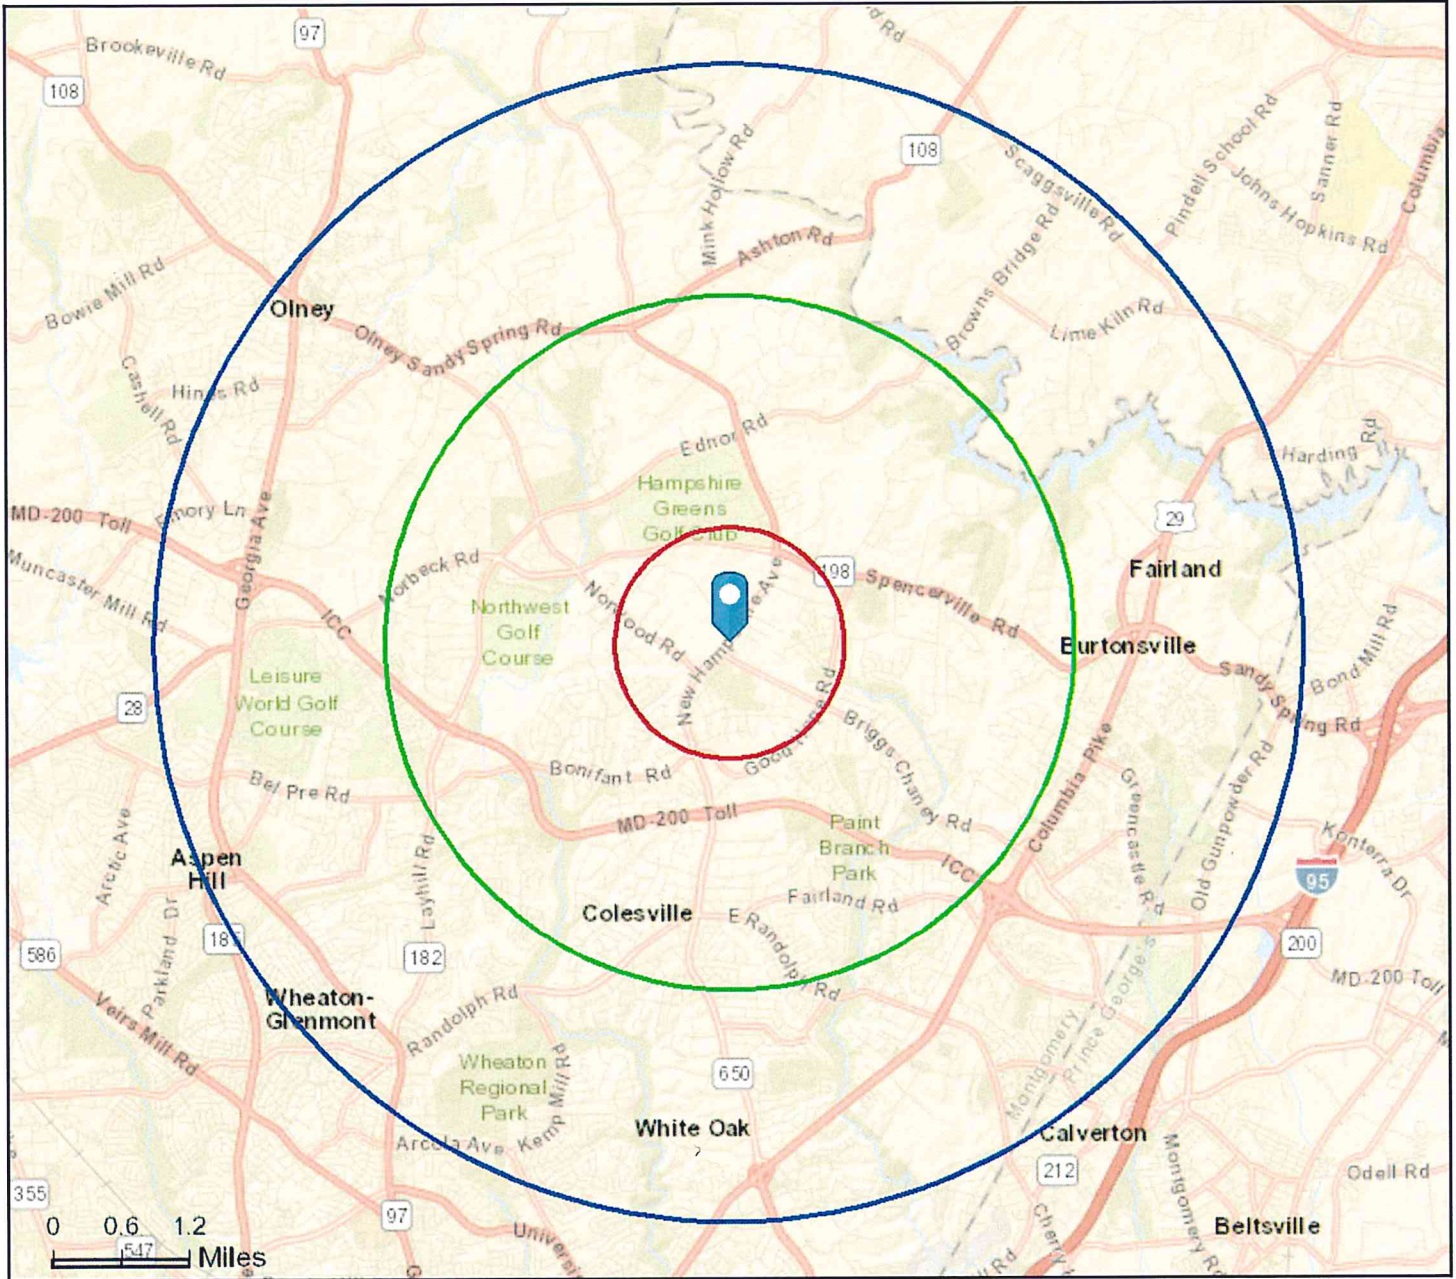 97
Brookeville Rd
108
108
Mink Hollow Rd
Scaggsville Rd
Pindell School Rd
Sanner Rd
Johns Hopkins Rd
Columbia
Ashton Rd
Browns Bridge Rd
Bowie Mill Rd
Olney
Olney Sandy Spring Rd
Lime Kiln Rd
Cashell Rd
Hines Rd
Ednor Rd
Harding Rd
Hampshire
Greens
Golf Club
MD-200 Toll
Emory Ln
Georgia Ave
29
Muncaster Mill Rd
Norbeck Rd
ICC
Norwood Rd
198
Spencerville Rd
Fairland
Northwest
Golf
Course
Burtonsville
Bond Mill Rd
Sandy Spring Rd
Leisure
World Golf
Course
28
New Hampshire Ave
Good Hope Rd
Briggs Chaney Rd
Bonifant Rd
Bel Pre Rd
MD-200 Toll
Columbia Pike
Greencastle Rd
Old Gunpowder Rd
Paint
Branch
Park
ICC
Konterra Dr
95
Arctic Ave
Aspen
Hill
Layhill Rd
Fairland Rd
Colesville
E Randolph Rd
Parkland Dr
586
182
200
MD-200 Toll
Veirs Mill Rd
Wheaton-
Glenmont
Randolph Rd
Montgomery
Prince George's
Wheaton
Regional
Park
Kemp Mill Rd
650
White Oak
Arcola Ave
Calverton
212
Montgomery Rd
Odell Rd
355
97
Cherry
Beltsville
0 0.6 1.2
547
Miles